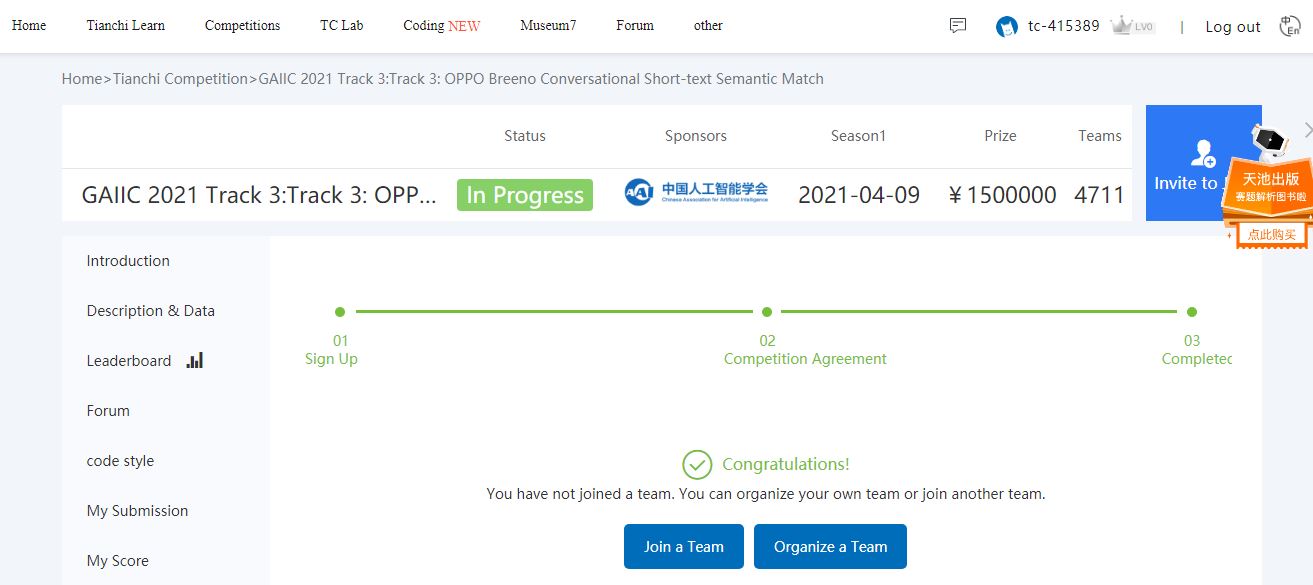 Home Tianchi Learn Competitions TC Lab Coding NEW Museum7 Forum other tc-415389 LV0 | Log out 中 En
Home>Tianchi Competition>GAIIC 2021 Track 3:Track 3: OPPO Breeno Conversational Short-text Semantic Match
Status Sponsors Season1 Prize Teams
GAIIC 2021 Track 3:Track 3: OPP... In Progress CAAI 中国人工智能学会 2021-04-09 ¥1500000 4711
Chinese Association for Artificial Intelligence
Invite to
天池出版
赛题解析图书啦
点此购买
Introduction
Description & Data
Leaderboard
Forum
code style
My Submission
My Score
01
Sign Up
02
Competition Agreement
03
Completed
Congratulations!
You have not joined a team. You can organize your own team or join another team.
Join a Team Organize a Team